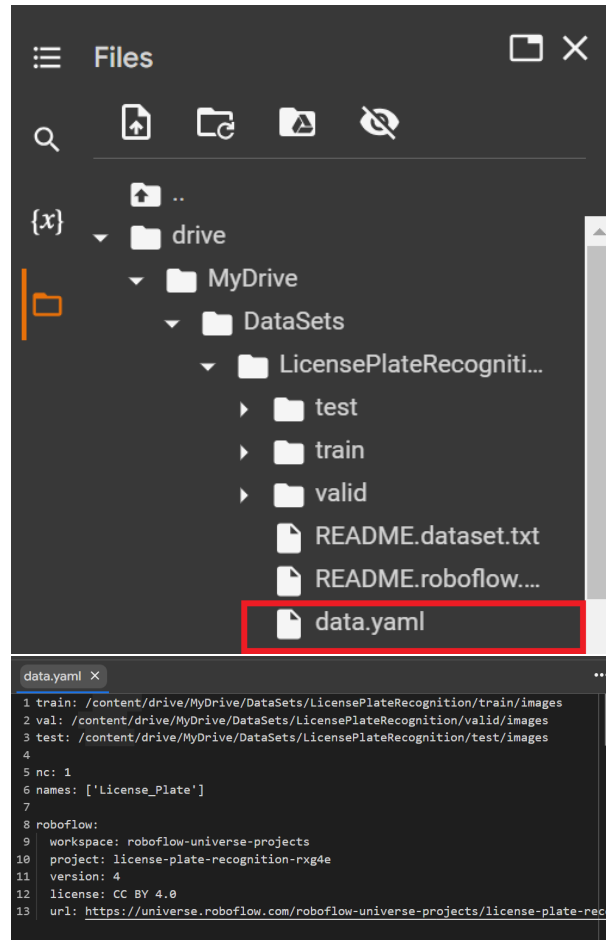 Files
{x}
..
drive
MyDrive
DataSets
LicensePlateRecogniti...
test
train
valid
README.dataset.txt
README.roboflow....
data.yaml
data.yaml
1 train: /content/drive/MyDrive/DataSets/LicensePlateRecognition/train/images
2 val: /content/drive/MyDrive/DataSets/LicensePlateRecognition/valid/images
3 test: /content/drive/MyDrive/DataSets/LicensePlateRecognition/test/images
4
5 nc: 1
6 names: ['License_Plate']
7
8 roboflow:
9   workspace: roboflow-universe-projects
10   project: license-plate-recognition-rxg4e
11   version: 4
12   license: CC BY 4.0
13   url: https://universe.roboflow.com/roboflow-universe-projects/license-plate-rec